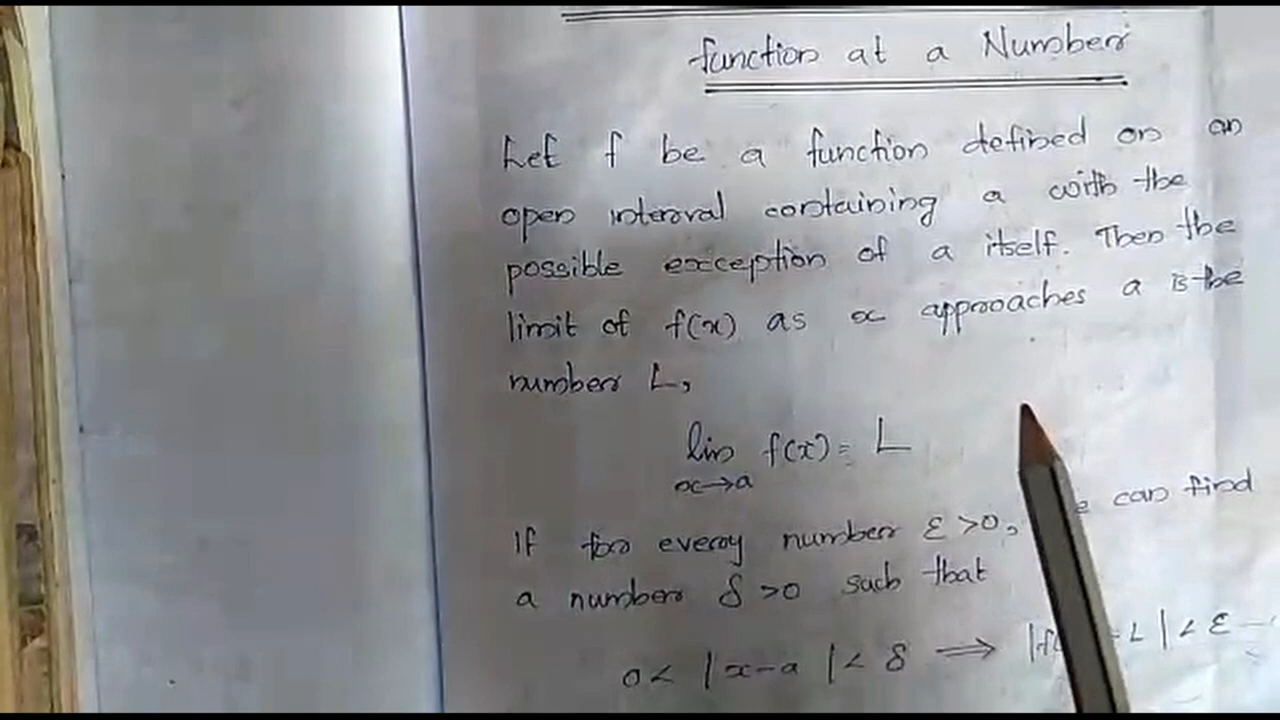 function at a Number
Let f be a function defined on an
open interval containing a with the
possible exception of a itself. Then the
limit of f(x) as x approaches a is the
number L,
lim f(x) = L
x→a
If for every number ε >0, can find
a number δ >0 such that
0 < |x-a| < δ ⟹ |f L| < ε